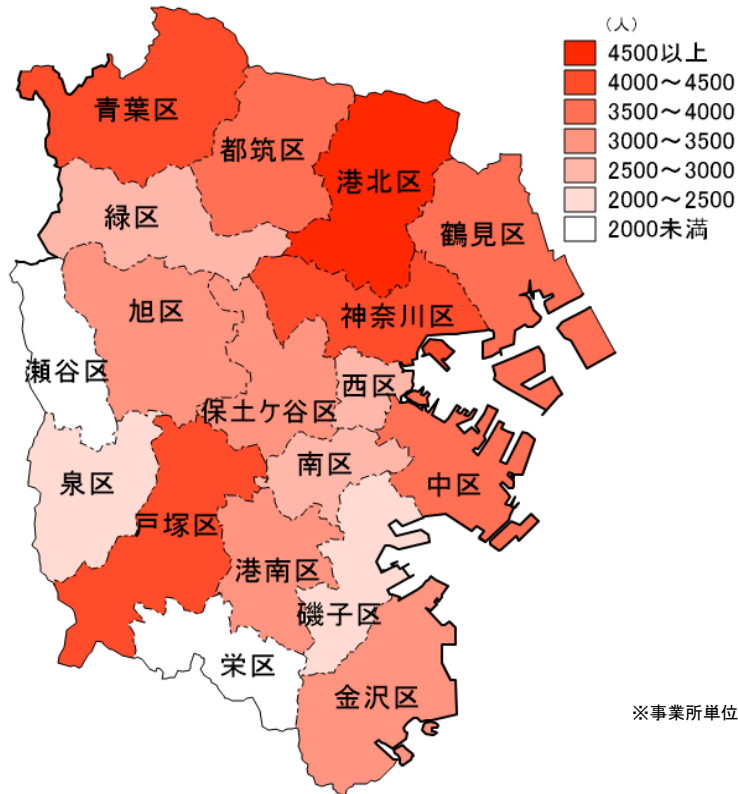 (人)
4500以上
4000〜4500
3500〜4000
3000〜3500
2500〜3000
2000〜2500
2000未満
青葉区
都筑区
港北区
緑区
鶴見区
旭区
神奈川区
瀬谷区
西区
保土ケ谷区
南区
泉区
中区
戸塚区
港南区
磯子区
栄区
金沢区
※事業所単位